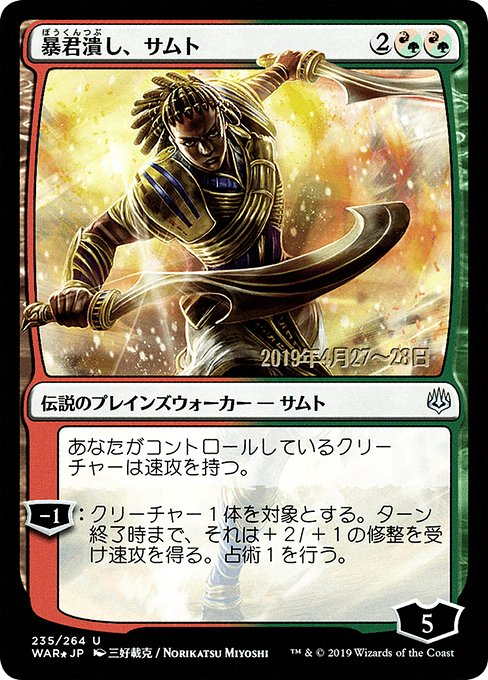 ぼうくんつぶ
暴君潰し、サムト 2
2019年4月27～28日
伝説のプレインズウォーカー — サムト
あなたがコントロールしているクリー
チャーは速攻を持つ。
-1：クリーチャー１体を対象とする。ターン
終了時まで、それは＋２/＋１の修整を受
け速攻を得る。占術１を行う。
5
235/264 U
WAR★JP 三好載克 / NORIKATSU MIYOSHI ™ & © 2019 Wizards of the Coast